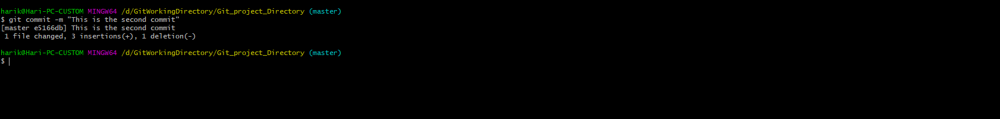 harik@Hari-PC-CUSTOM MINGW64 /d/GitWorkingDirectory/Git_project_Directory (master)
$ git commit -m "This is the second commit"
[master e5166db] This is the second commit
 1 file changed, 3 insertions(+), 1 deletion(-)
harik@Hari-PC-CUSTOM MINGW64 /d/GitWorkingDirectory/Git_project_Directory (master)
$